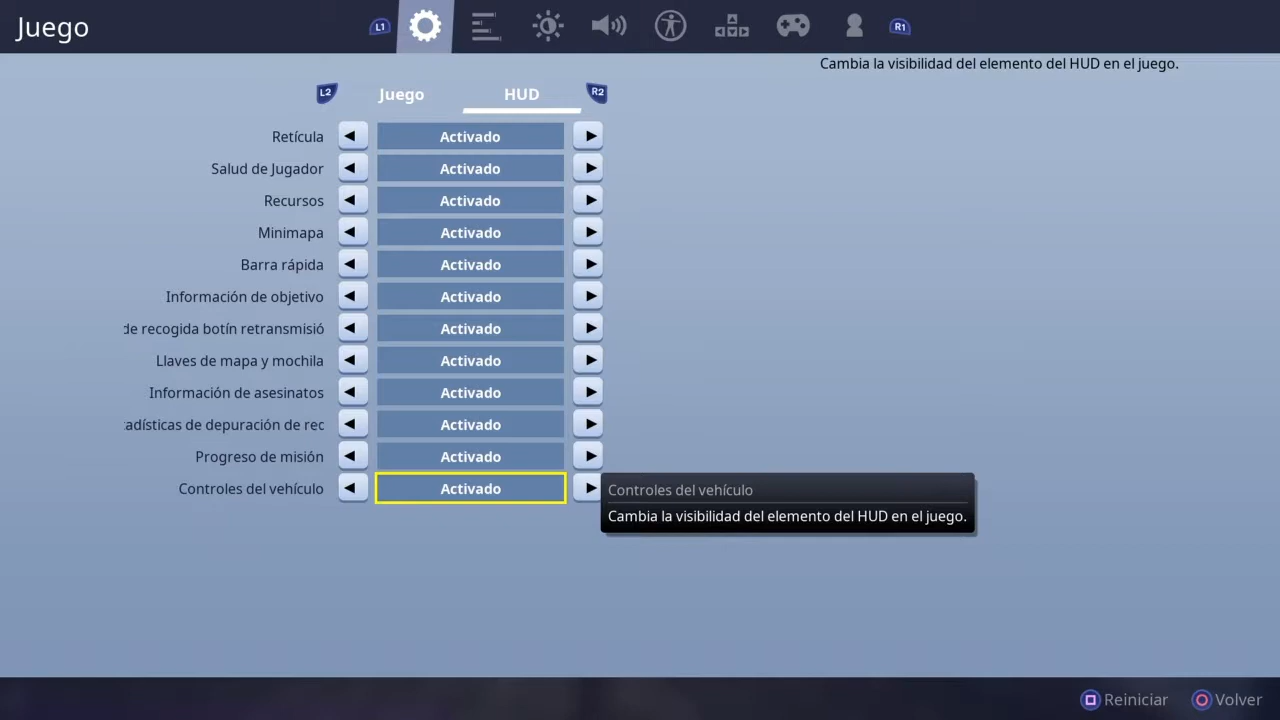 Juego
L1
R1
Cambia la visibilidad del elemento del HUD en el juego.
L2 Juego HUD R2
Retícula Activado
Salud de Jugador Activado
Recursos Activado
Minimapa Activado
Barra rápida Activado
Información de objetivo Activado
de recogida botín retransmisió Activado
Llaves de mapa y mochila Activado
Información de asesinatos Activado
adísticas de depuración de rec Activado
Progreso de misión Activado
Controles del vehículo Activado
Controles del vehículo
Cambia la visibilidad del elemento del HUD en el juego.
Reiniciar Volver